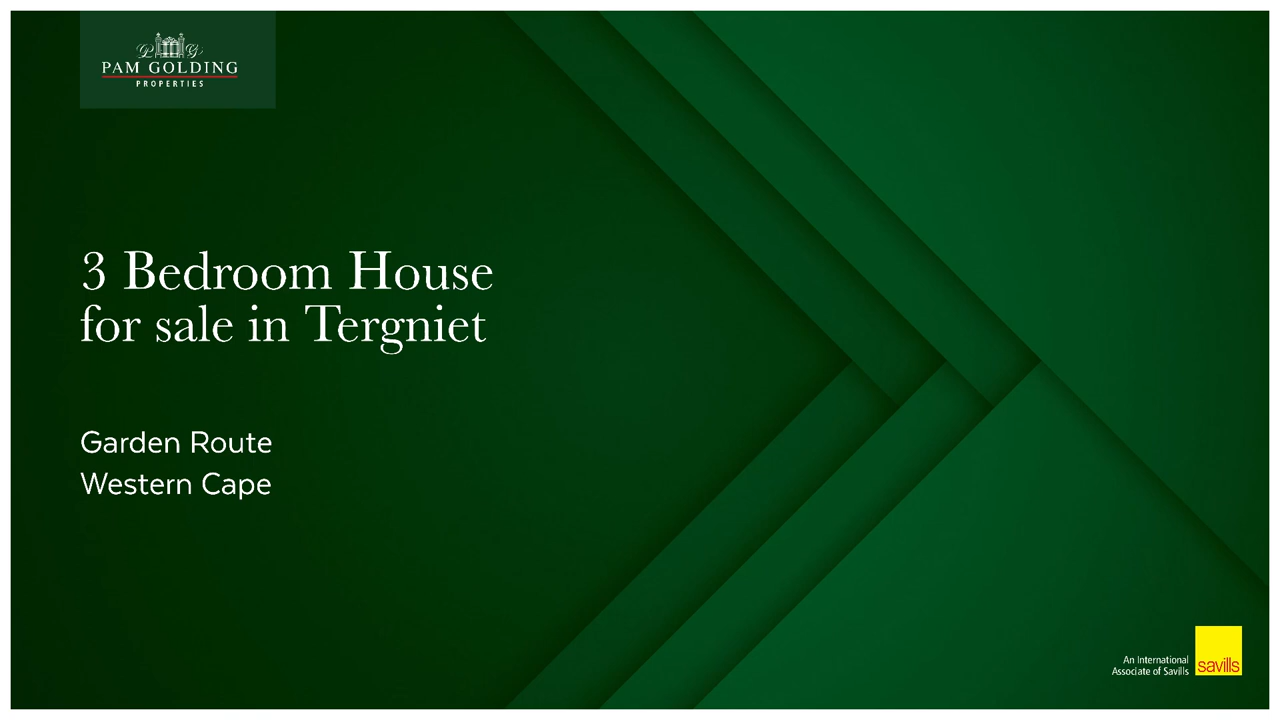 PAM GOLDING
PROPERTIES
3 Bedroom House
for sale in Tergniet
Garden Route
Western Cape
An International
Associate of Savills
savills